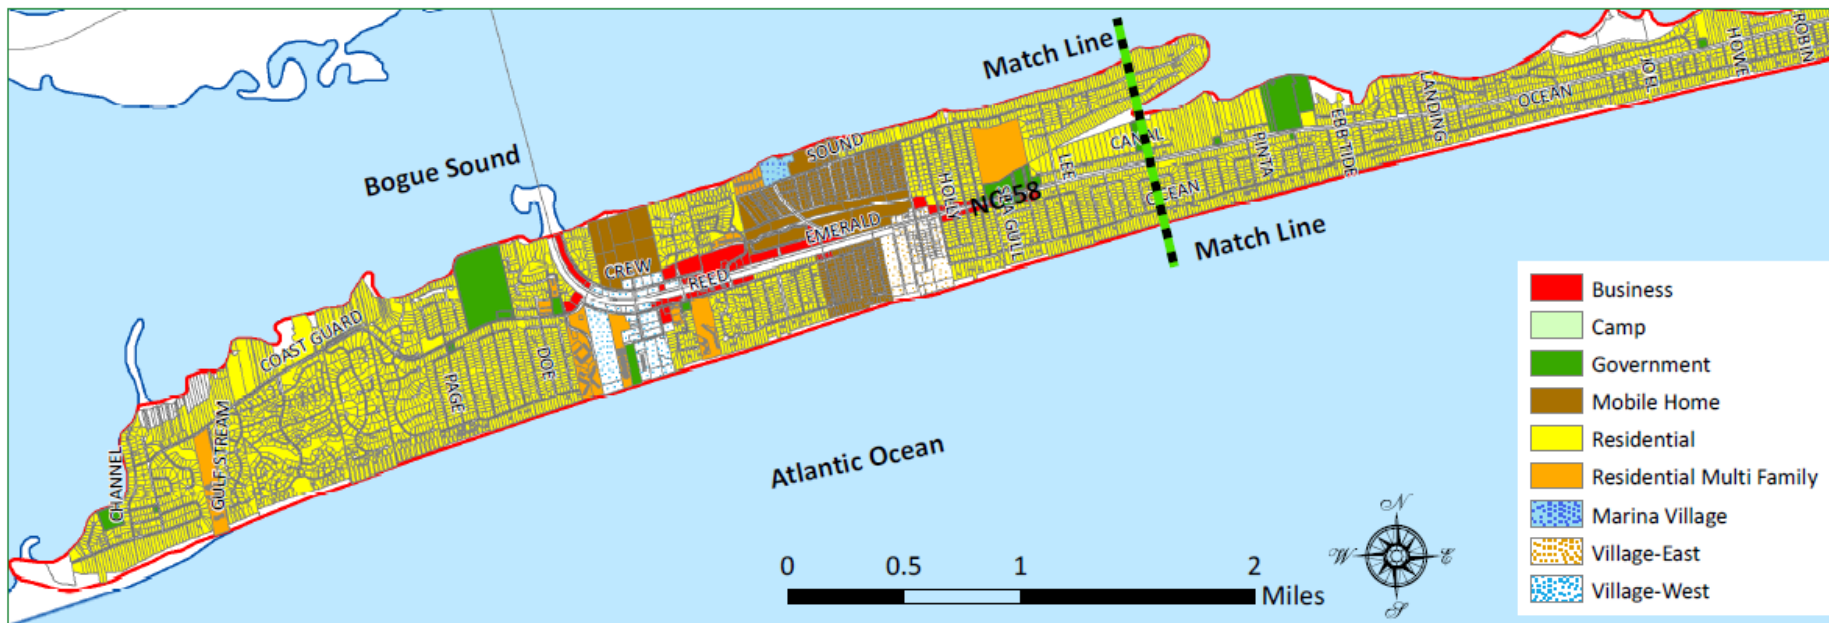 Match Line
Bogue Sound
SOUND
CANAL
LANDING
OCEAN
JOEL
HOWE
ROBIN
PINTA
EBB TIDE
LEE
HOLLY
NC 58
SEA GULL
OCEAN
EMERALD
CREW
REED
Match Line
COAST GUARD
DOE
PAGE
GULF STREAM
CHANNEL
Atlantic Ocean
Business
Camp
Government
Mobile Home
Residential
Residential Multi Family
Marina Village
Village-East
Village-West
N
W E
S
0 0.5 1 2
Miles